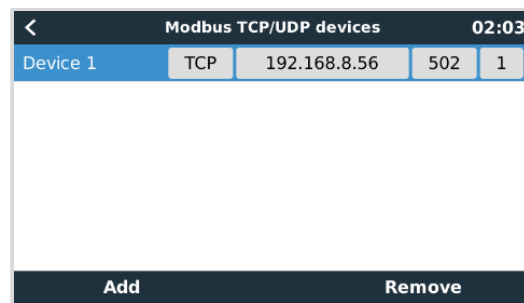 Modbus TCP/UDP devices 02:03
Device 1 TCP 192.168.8.56 502 1
Add Remove